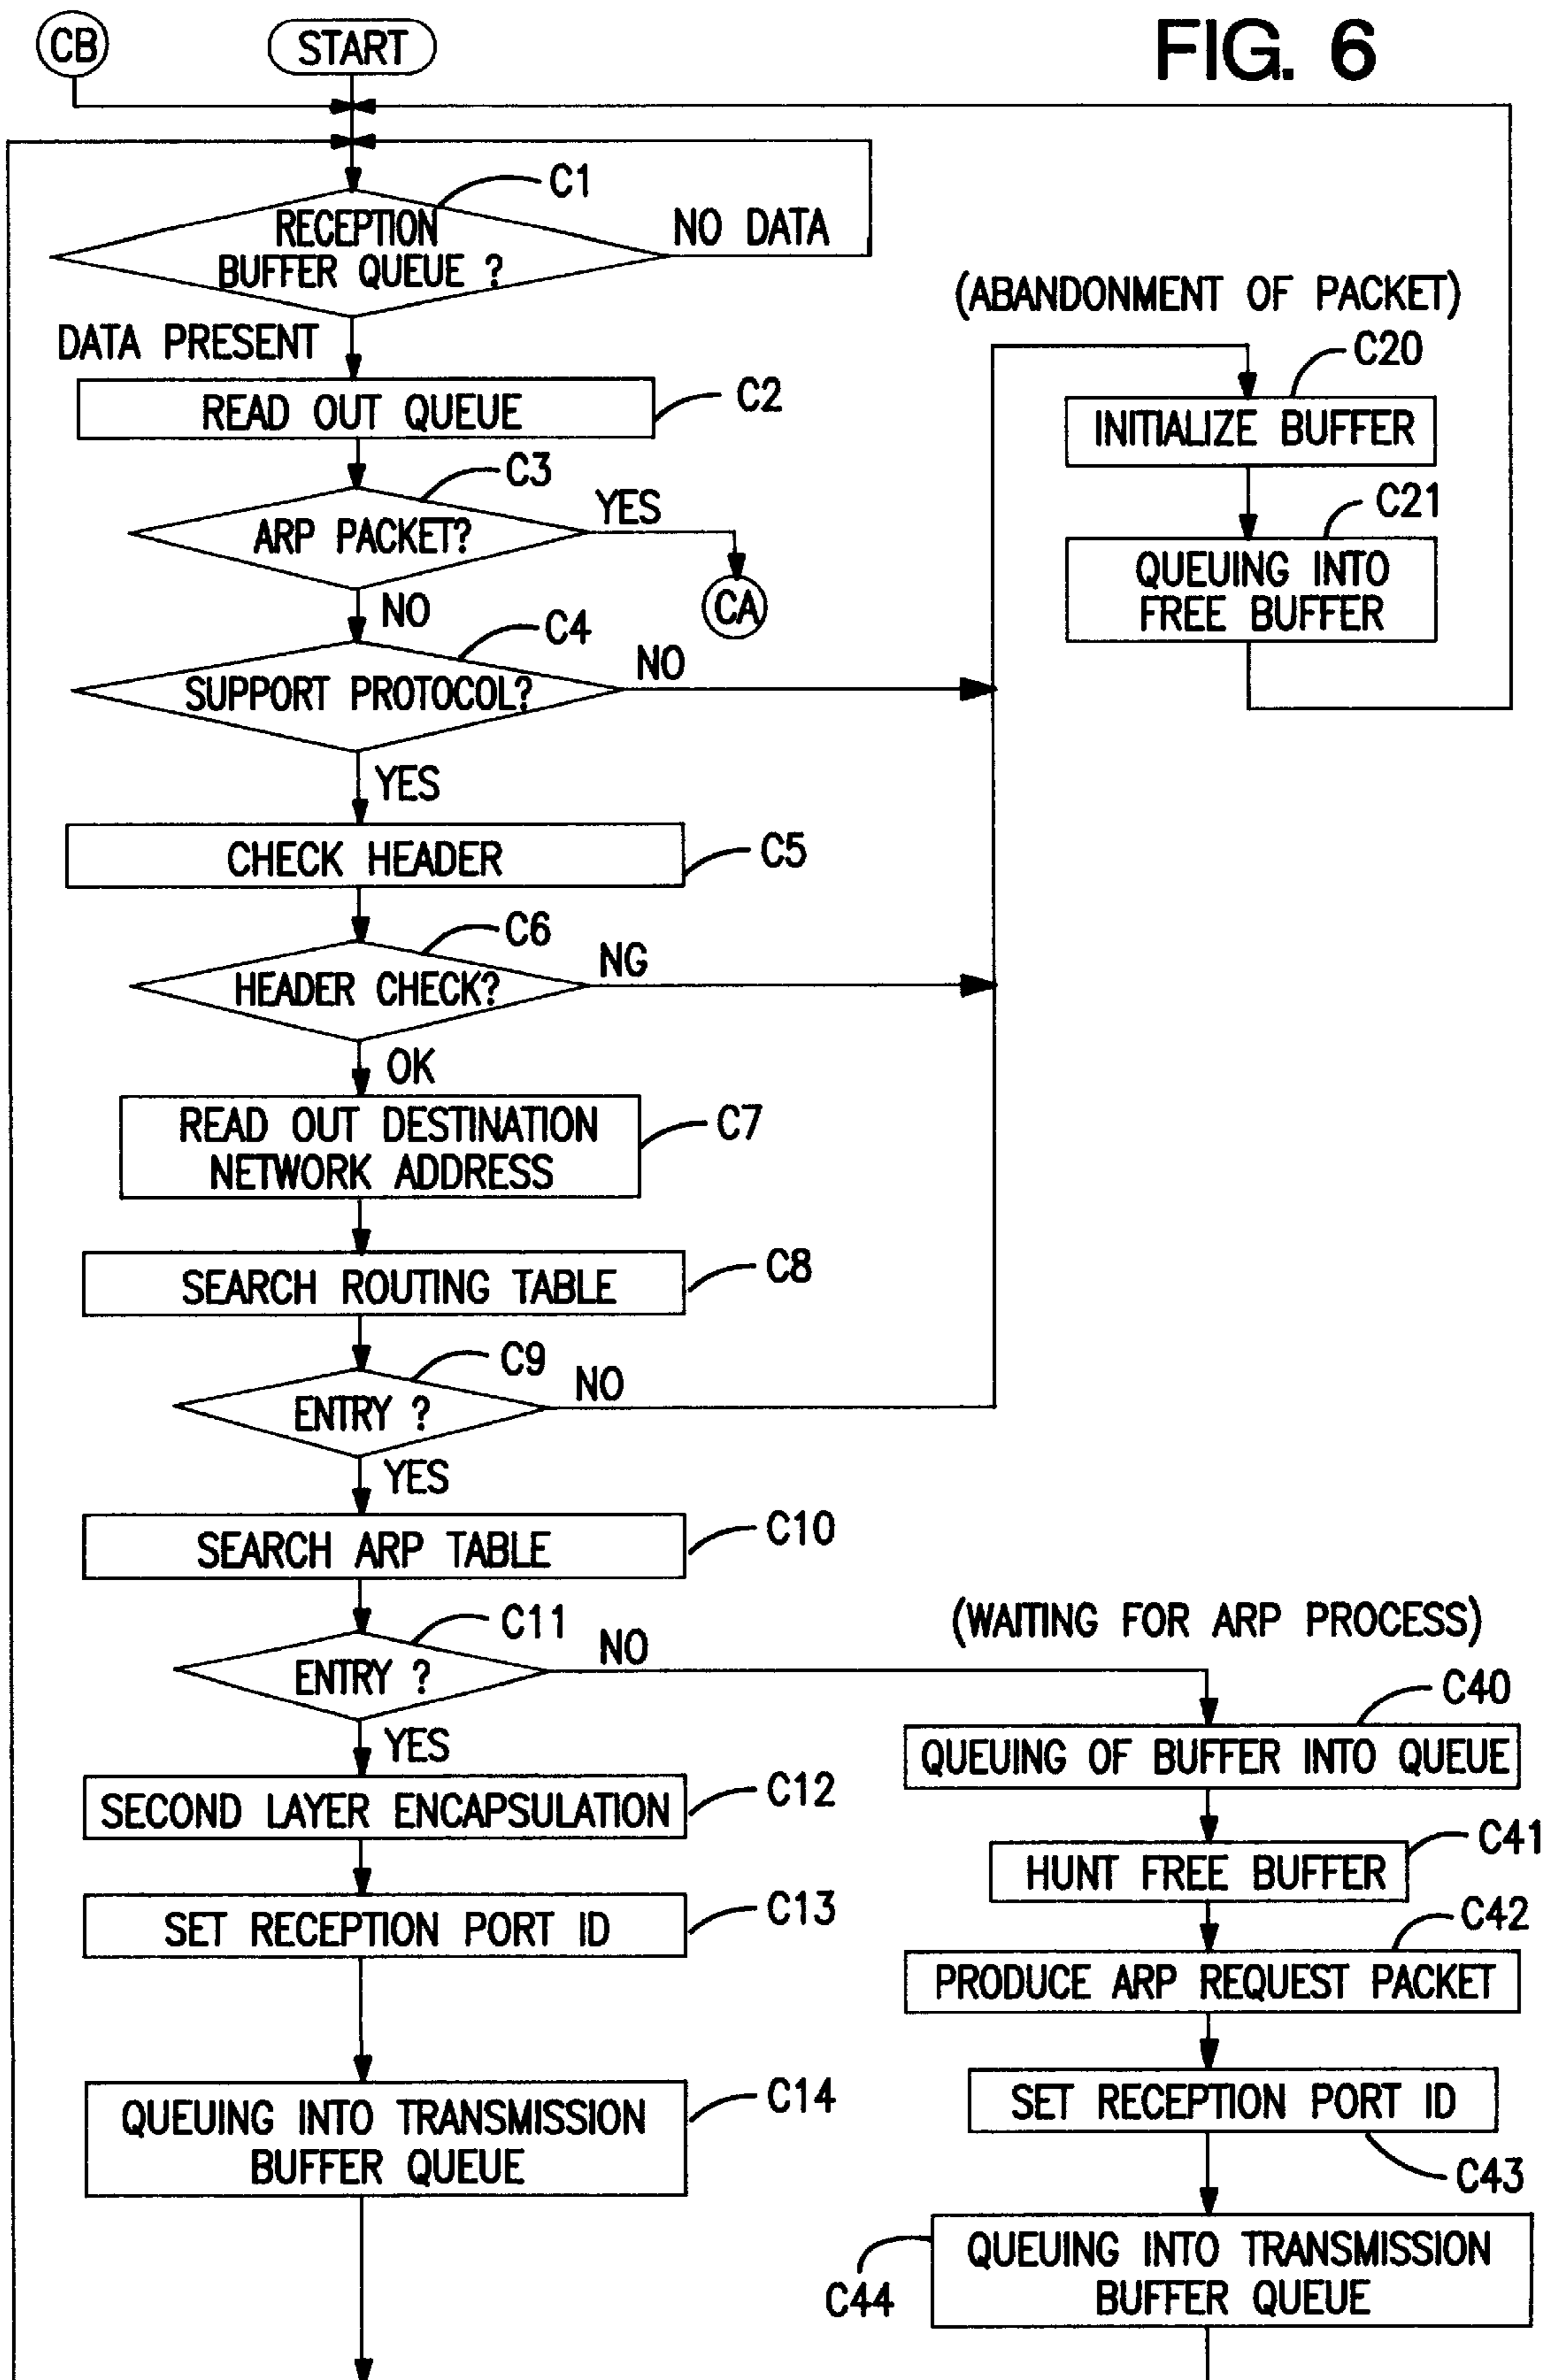 FIG. 6
CB
START
C1
RECEPTION
BUFFER QUEUE ?
NO DATA
DATA PRESENT
READ OUT QUEUE
C2
C3
ARP PACKET?
YES
CA
NO
C4
SUPPORT PROTOCOL?
NO
YES
CHECK HEADER
C5
C6
HEADER CHECK?
NG
OK
READ OUT DESTINATION
NETWORK ADDRESS
C7
SEARCH ROUTING TABLE
C8
C9
ENTRY ?
NO
YES
SEARCH ARP TABLE
C10
C11
ENTRY ?
NO
YES
SECOND LAYER ENCAPSULATION
C12
SET RECEPTION PORT ID
C13
QUEUING INTO TRANSMISSION
BUFFER QUEUE
C14
(ABANDONMENT OF PACKET)
C20
INITIALIZE BUFFER
C21
QUEUING INTO
FREE BUFFER
(WAITING FOR ARP PROCESS)
C40
QUEUING OF BUFFER INTO QUEUE
C41
HUNT FREE BUFFER
C42
PRODUCE ARP REQUEST PACKET
SET RECEPTION PORT ID
C43
QUEUING INTO TRANSMISSION
BUFFER QUEUE
C44